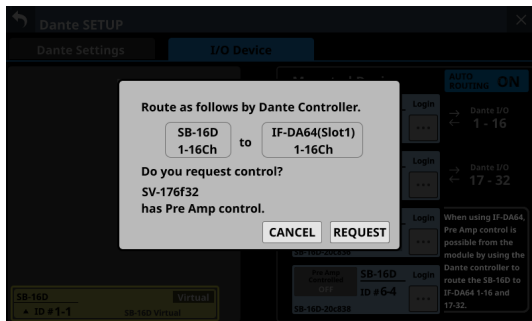 Dante SETUP
Dante Settings
I/O Device
AUTO
ROUTING ON
Route as follows by Dante Controller.
SB-16D
1-16Ch
to
IF-DA64(Slot1)
1-16Ch
Do you request control?
SV-176f32
has Pre Amp control.
CANCEL
REQUEST
Login
...
Dante I/O
1 - 16
Login
...
Dante I/O
17 - 32
Login
...
When using IF-DA64,
Pre Amp control is
possible from the
module by using the
Dante controller to
route the SB-16D to
IF-DA64 1-16 and
17-32.
SB-16D-20c838
Pre Amp
Controller
OFF
SB-16D
ID #6-4
Login
...
SB-16D-20c838
SB-16D
Virtual
ID #1-1
SB-16D Virtual